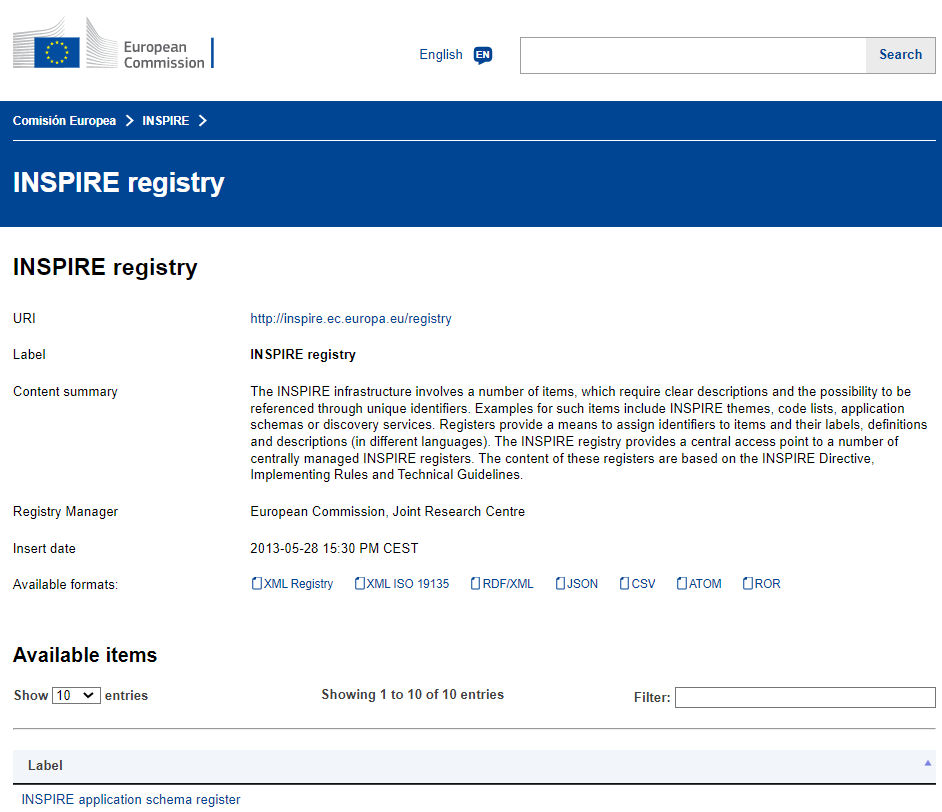 European
Commission
English EN Search
Comisión Europea INSPIRE
INSPIRE registry
INSPIRE registry
URI http://inspire.ec.europa.eu/registry
Label INSPIRE registry
Content summary The INSPIRE infrastructure involves a number of items, which require clear descriptions and the possibility to be
referenced through unique identifiers. Examples for such items include INSPIRE themes, code lists, application
schemas or discovery services. Registers provide a means to assign identifiers to items and their labels, definitions
and descriptions (in different languages). The INSPIRE registry provides a central access point to a number of
centrally managed INSPIRE registers. The content of these registers are based on the INSPIRE Directive,
Implementing Rules and Technical Guidelines.
Registry Manager European Commission, Joint Research Centre
Insert date 2013-05-28 15:30 PM CEST
Available formats: XML Registry XML ISO 19135 RDF/XML JSON CSV ATOM ROR
Available items
Show 10 entries Showing 1 to 10 of 10 entries Filter:
Label
INSPIRE application schema register